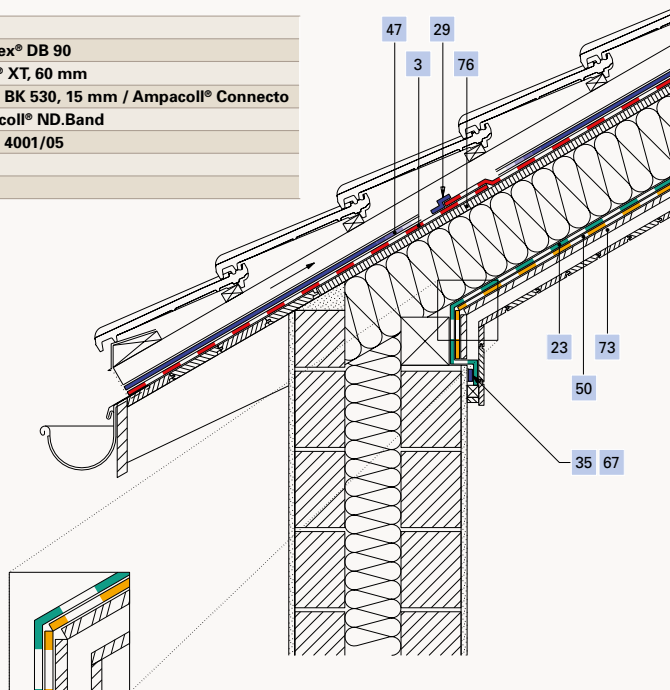 ex® DB 90
® XT, 60 mm
BK 530, 15 mm / Ampacoll® Connecto
coll® ND.Band
4001/05
47 29
3 76
23 73
50
35 67